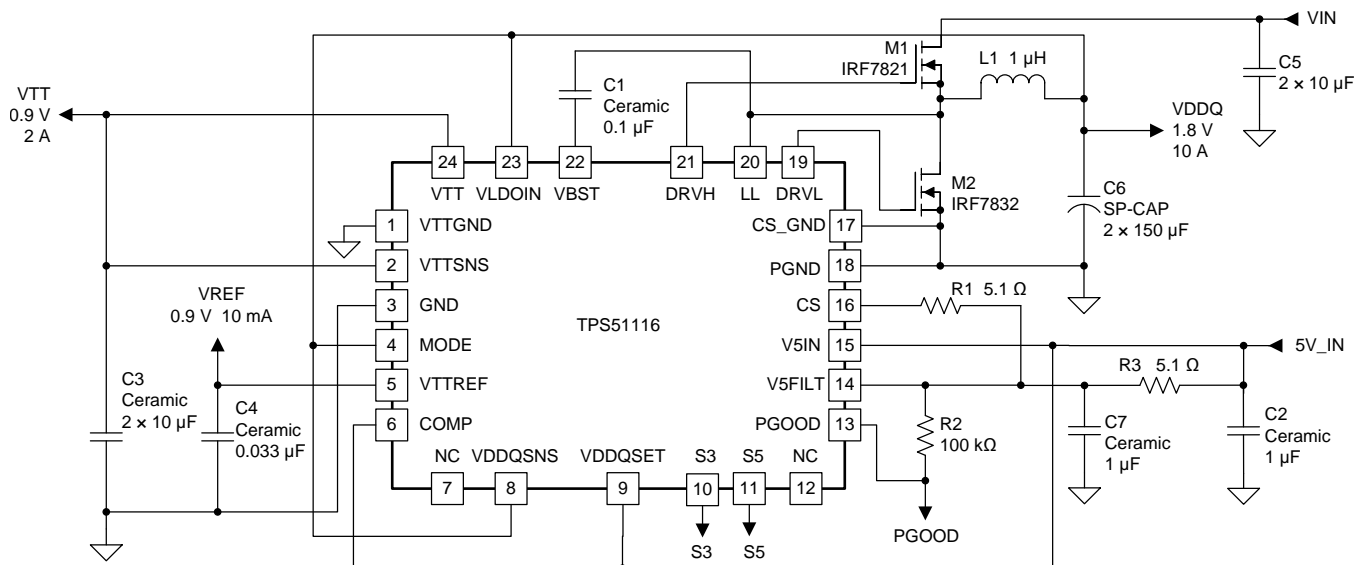 VIN
M1
IRF7821
L1 1 µH
C5
2 × 10 µF
C1
Ceramic
0.1 µF
VTT
0.9 V
2 A
VDDQ
1.8 V
10 A
24
23
22
21
20
19
VTT
VLDOIN
VBST
DRVH
LL
DRVL
M2
IRF7832
C6
SP-CAP
2 × 150 µF
1
VTTGND
CS_GND
17
2
VTTSNS
PGND
18
VREF
0.9 V 10 mA
3
GND
TPS51116
CS
16
R1 5.1 Ω
4
MODE
V5IN
15
5V_IN
5
VTTREF
V5FILT
14
R3 5.1 Ω
6
COMP
PGOOD
13
C3
Ceramic
2 × 10 µF
C4
Ceramic
0.033 µF
R2
100 kΩ
C7
Ceramic
1 µF
C2
Ceramic
1 µF
NC
VDDQSNS
VDDQSET
S3
S5
NC
7
8
9
10
11
12
S3
S5
PGOOD